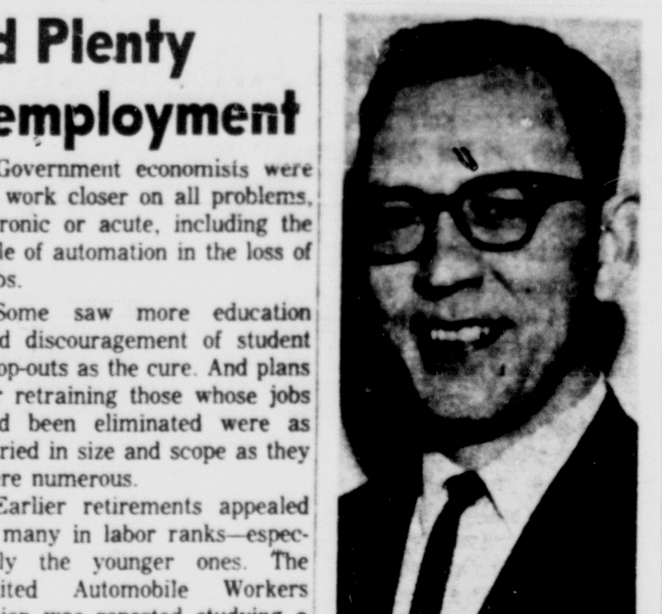 d Plenty
employment
Government economists were
work closer on all problems,
ronic or acute, including the
le of automation in the loss of
bs.
Some saw more education
d discouragement of student
op-outs as the cure. And plans
r retraining those whose jobs
d been eliminated were as
ried in size and scope as they
re numerous.
Earlier retirements appealed
many in labor ranks—espec-
ly the younger ones. The
ited Automobile Workers